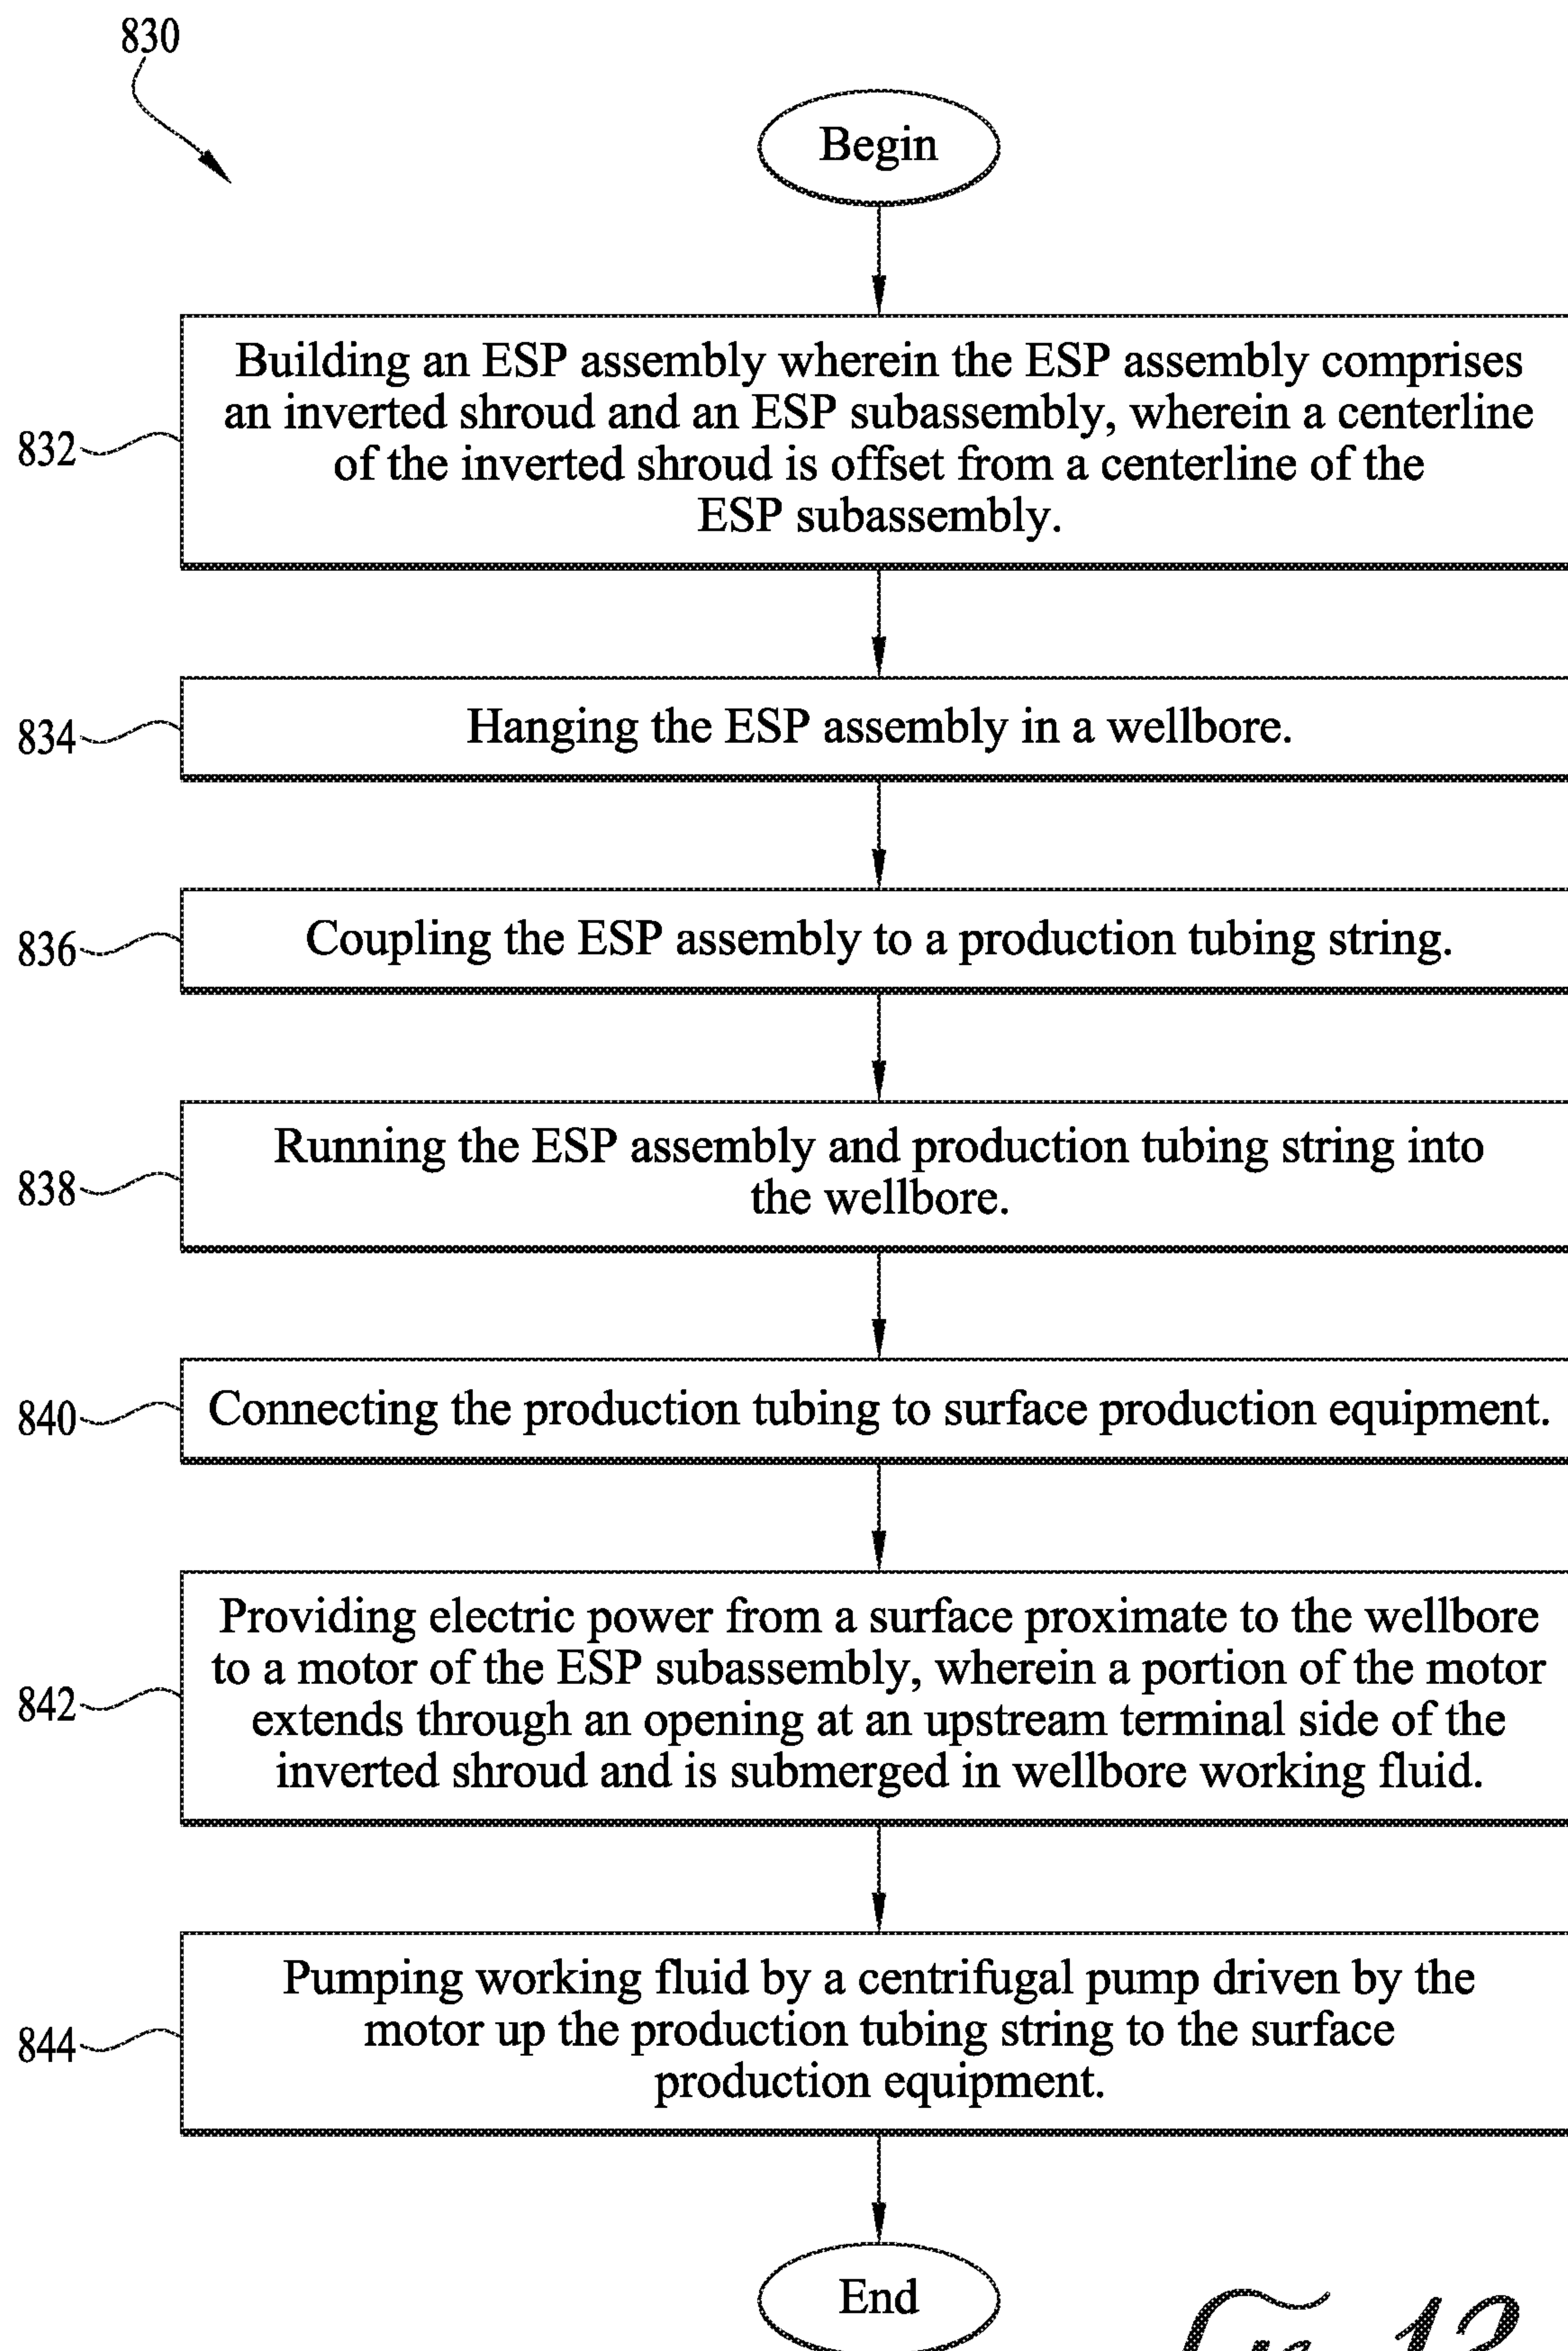 830
Begin
Building an ESP assembly wherein the ESP assembly comprises
an inverted shroud and an ESP subassembly, wherein a centerline
of the inverted shroud is offset from a centerline of the
ESP subassembly.
832
Hanging the ESP assembly in a wellbore.
834
Coupling the ESP assembly to a production tubing string.
836
Running the ESP assembly and production tubing string into
the wellbore.
838
Connecting the production tubing to surface production equipment.
840
Providing electric power from a surface proximate to the wellbore
to a motor of the ESP subassembly, wherein a portion of the motor
extends through an opening at an upstream terminal side of the
inverted shroud and is submerged in wellbore working fluid.
842
Pumping working fluid by a centrifugal pump driven by the
motor up the production tubing string to the surface
production equipment.
844
End